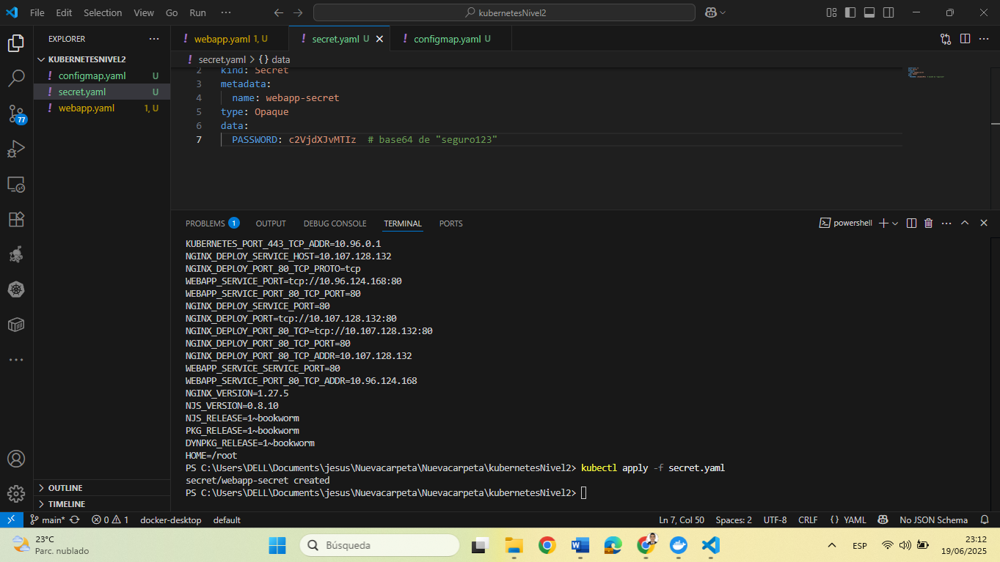 File Edit Selection View Go Run ··· kubernetesNivel2
EXPLORER ···
KUBERNETESNIVEL2
! configmap.yaml U
! secret.yaml U
! webapp.yaml 1, U
77
OUTLINE
TIMELINE
! webapp.yaml 1, U ! secret.yaml U ! configmap.yaml U ···
! secret.yaml > {} data
2 kind: Secret
3 metadata:
4 name: webapp-secret
5 type: Opaque
6 data:
7 PASSWORD: c2VjdXJvMTIz # base64 de "seguro123"
PROBLEMS 1 OUTPUT DEBUG CONSOLE TERMINAL PORTS powershell ···
KUBERNETES_PORT_443_TCP_ADDR=10.96.0.1
NGINX_DEPLOY_SERVICE_HOST=10.107.128.132
NGINX_DEPLOY_PORT_80_TCP_PROTO=tcp
WEBAPP_SERVICE_PORT=tcp://10.96.124.168:80
WEBAPP_SERVICE_PORT_80_TCP_PORT=80
NGINX_DEPLOY_SERVICE_PORT=80
NGINX_DEPLOY_PORT=tcp://10.107.128.132:80
NGINX_DEPLOY_PORT_80_TCP=tcp://10.107.128.132:80
NGINX_DEPLOY_PORT_80_TCP_PORT=80
NGINX_DEPLOY_PORT_80_TCP_ADDR=10.107.128.132
WEBAPP_SERVICE_SERVICE_PORT=80
WEBAPP_SERVICE_PORT_80_TCP_ADDR=10.96.124.168
NGINX_VERSION=1.27.5
NJS_VERSION=0.8.10
NJS_RELEASE=1~bookworm
PKG_RELEASE=1~bookworm
DYNPKG_RELEASE=1~bookworm
HOME=/root
PS C:\Users\DELL\Documents\jesus\Nuevacarpeta\Nuevacarpeta\kubernetesNivel2> kubectl apply -f secret.yaml
secret/webapp-secret created
PS C:\Users\DELL\Documents\jesus\Nuevacarpeta\Nuevacarpeta\kubernetesNivel2>
main* 0 1 docker-desktop default Ln 7, Col 50 Spaces: 2 UTF-8 CRLF {} YAML No JSON Schema
23°C
Parc. nublado
Búsqueda
ESP
23:12
19/06/2025